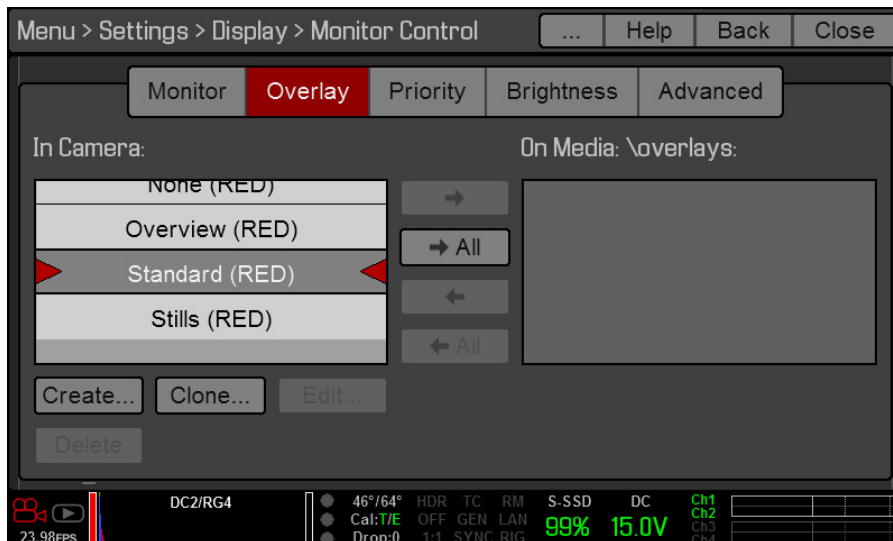 Menu > Settings > Display > Monitor Control
... Help Back Close
Monitor Overlay Priority Brightness Advanced
In Camera:
On Media: \overlays:
None (RED)
Overview (RED)
Standard (RED)
Stills (RED)
→
→ All
←
← All
Create... Clone... Edit...
Delete
DC2/RG4 46°/64° HDR TC RM S-SSD DC Ch1
Cal:T/E OFF GEN LAN 99% 15.0V Ch2
23.98FPS Drop:0 1:1 SYNC RIG Ch3
Ch4